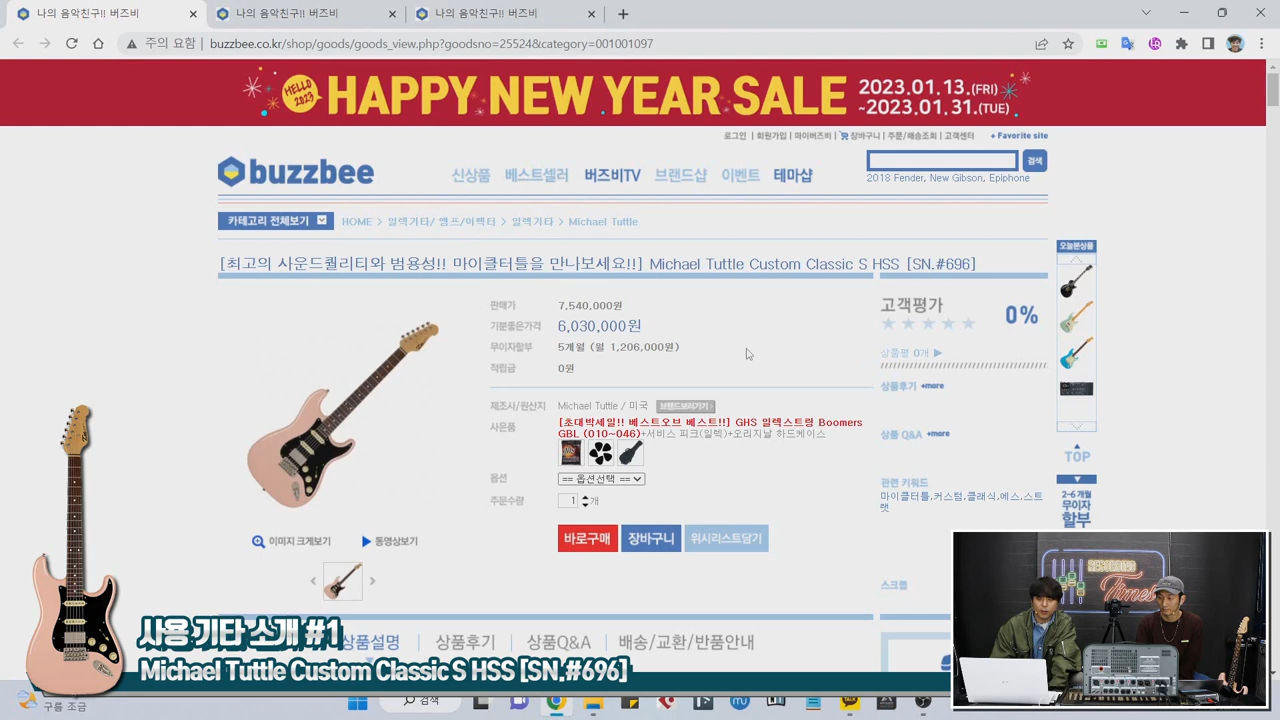 나의 음악친구!! 버즈비
나의 음악친구!! 버즈비
나의 음악친구!! 버즈비
주의 요함 | buzzbee.co.kr/shop/goods/goods_view.php?goodsno=25524&category=001001097
HELLO 2023
HAPPY NEW YEAR SALE
2023.01.13.(FRI)
~2023.01.31.(TUE)
로그인 | 회원가입 | 마이버즈비 | 장바구니 | 주문/배송조회 | 고객센터 + Favorite site
buzzbee
신상품 베스트셀러 버즈비TV 브랜드샵 이벤트 테마샵
검색
2018 Fender, New Gibson, Epiphone
카테고리 전체보기
HOME > 일렉기타/ 앰프/이펙터 > 일렉기타 > Michael Tuttle
오늘본상품
[최고의 사운드퀄리티와 범용성!! 마이클터틀을 만나보세요!!] Michael Tuttle Custom Classic S HSS [SN.#696]
판매가 7,540,000원
기분좋은가격 6,030,000원
무이자할부 5개월 (월 1,206,000원)
적립금 0원
고객평가 0%
상품평 0개
상품후기 +more
제조사/원산지 Michael Tuttle / 미국 브랜드보러가기
사은품 [초대박세일!! 베스트오브 베스트!!] GHS 일렉스트링 Boomers
GBL (010~046)+서비스 피크(일렉)+오리지날 하드케이스
상품 Q&A +more
TOP
옵션 == 옵션선택 ==
주문수량 1 개
관련 키워드
마이클터틀,커스텀,클래식,에스,스트
랫
2~6 개월
무이자
할부
바로구매 장바구니 위시리스트담기
이미지 크게보기 동영상보기
스크랩
상품설명 상품후기 상품Q&A 배송/교환/반품안내
RECORDING
Times
사용 기타 소개 #1
Michael Tuttle Custom Classic S HSS [SN.#696]
구름 조금